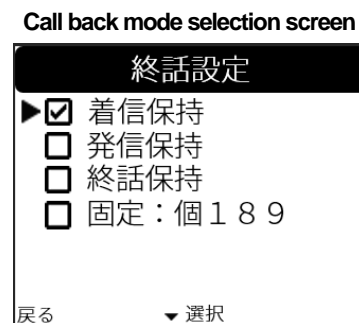 Call back mode selection screen
終話設定
▶☑ 着信保持
☐ 発信保持
☐ 終話保持
☐ 固定：個１８９
戻る ▼選択